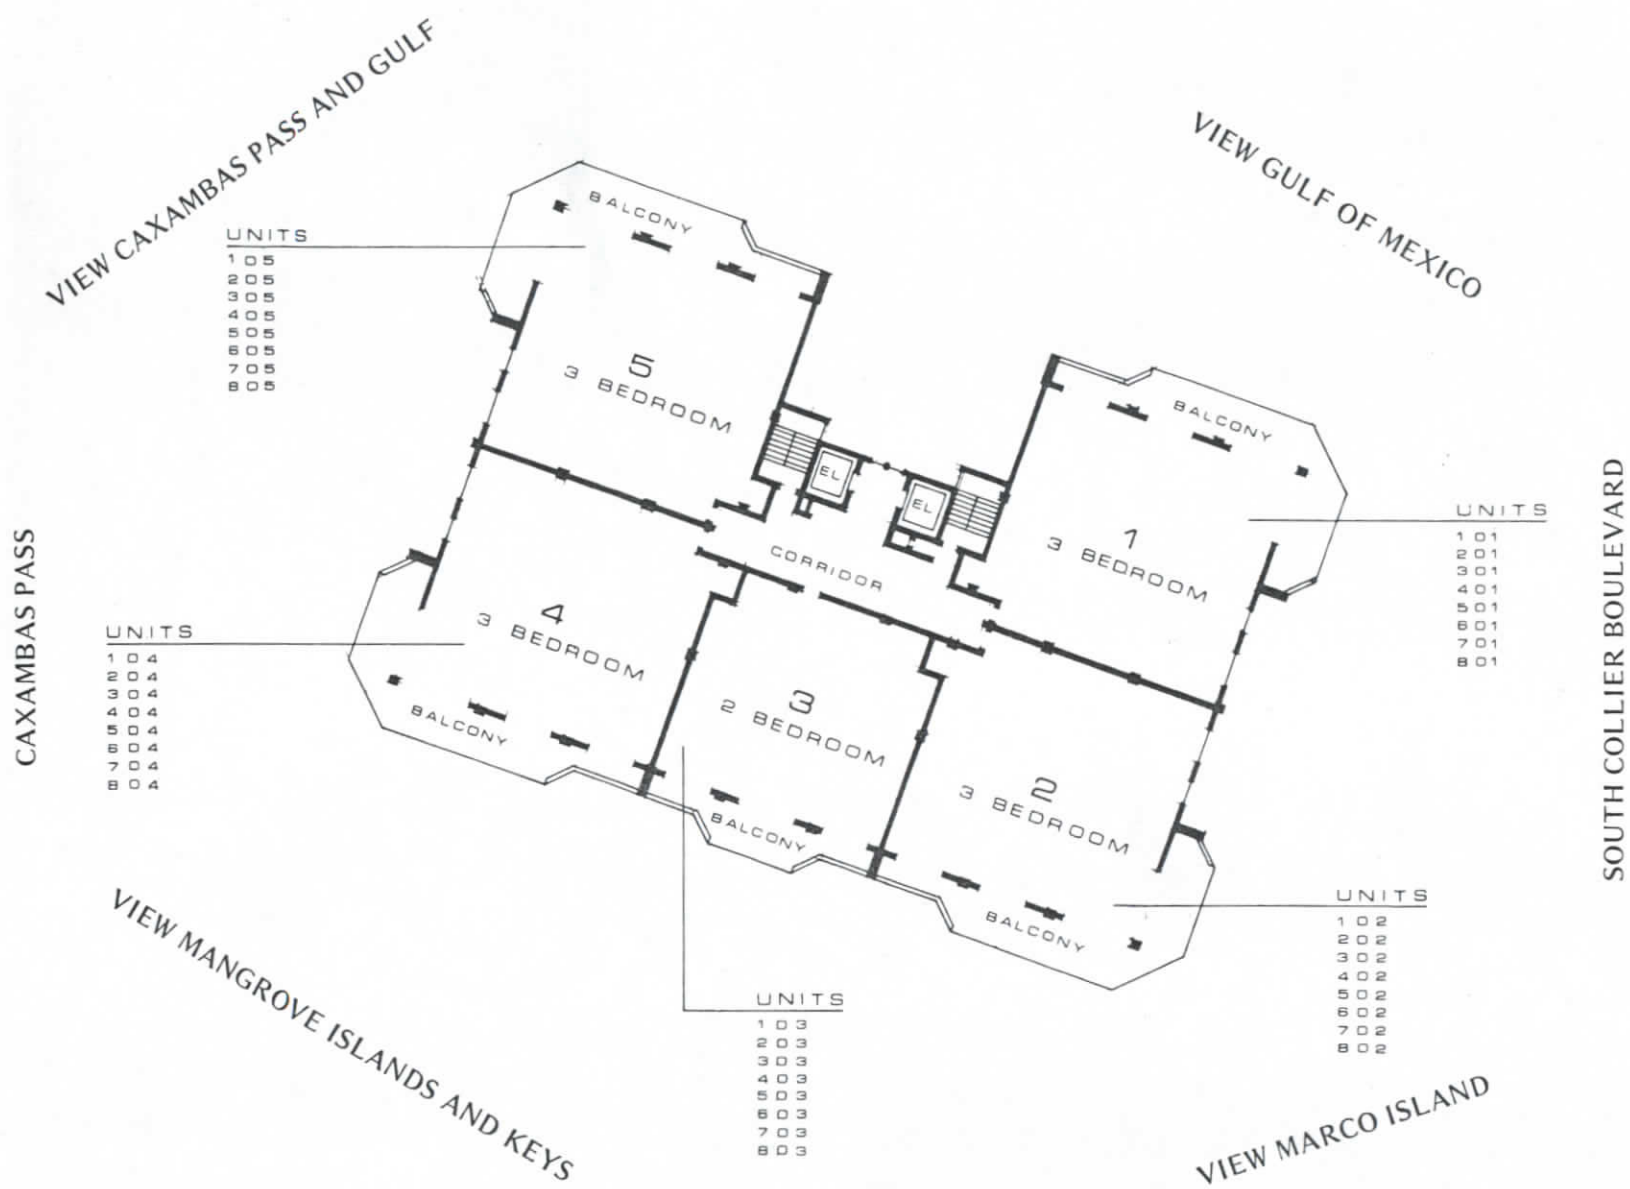 VIEW CAXAMBAS PASS AND GULF
VIEW GULF OF MEXICO
BALCONY
UNITS
105
205
305
405
505
605
705
805
5
3 BEDROOM
EL
EL
BALCONY
1
3 BEDROOM
UNITS
101
201
301
401
501
601
701
801
SOUTH COLLIER BOULEVARD
CORRIDOR
CAXAMBAS PASS
UNITS
104
204
304
404
504
604
704
804
4
3 BEDROOM
BALCONY
3
2 BEDROOM
BALCONY
2
3 BEDROOM
BALCONY
UNITS
102
202
302
402
502
602
702
802
UNITS
103
203
303
403
503
603
703
803
VIEW MANGROVE ISLANDS AND KEYS
VIEW MARCO ISLAND